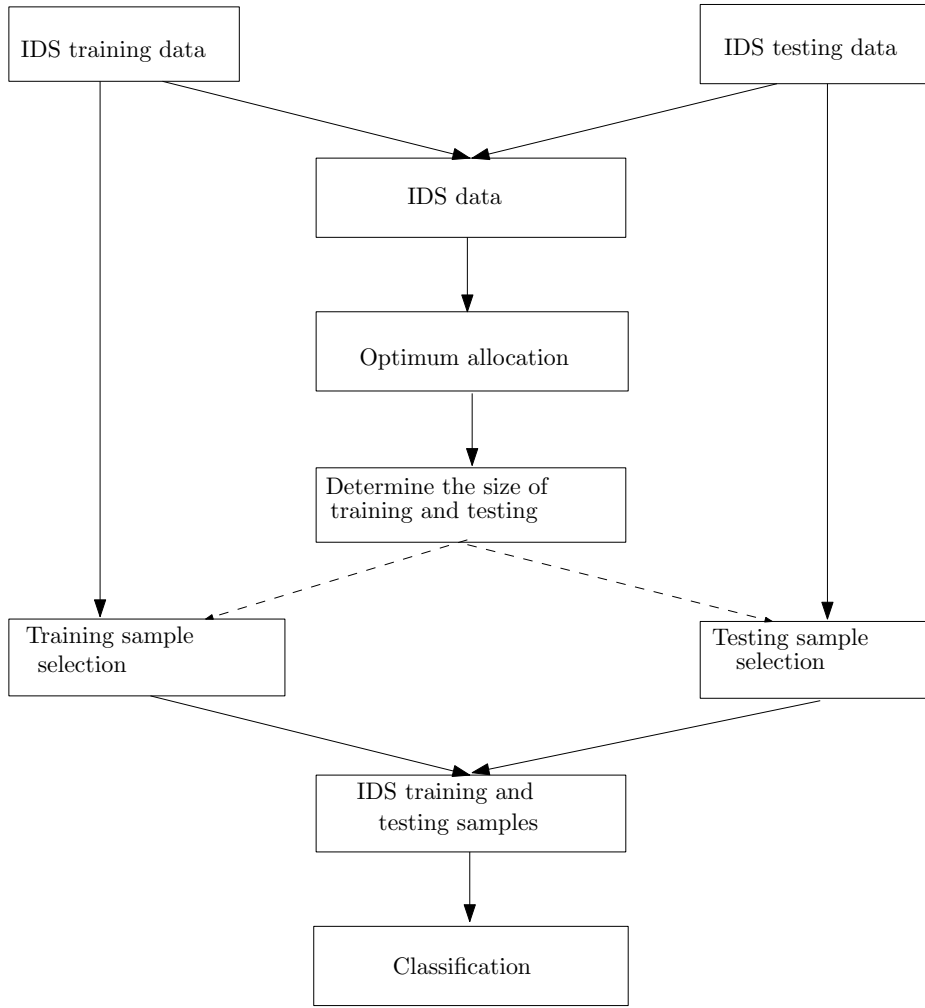 IDS training data
IDS testing data
IDS data
Optimum allocation
Determine the size of
training and testing
Training sample
selection
Testing sample
selection
IDS training and
testing samples
Classification